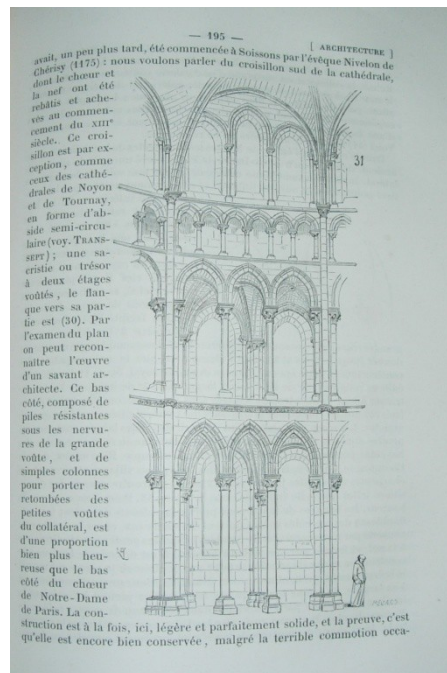 — 195 —
[ ARCHITECTURE ]
avait, un peu plus tard, été commencée à Soissons par l'évêque Nivelon de
Chérisy (1175) : nous voulons parler du croisillon sud de la cathédrale,
dont le chœur et
la nef ont été
rebâtis et ache-
vés au commen-
cement du XIIIe
siècle. Ce croi-
sillon est par ex-
ception, comme
ceux des cathé-
drales de Noyon
et de Tournay,
en forme d'ab-
side semi-circu-
laire (voy. TRANS-
SEPT) ; une sa-
cristie ou trésor
à deux étages
voûtés, le flan-
que vers sa par-
tie est (30). Par
l'examen du plan
on peut recon-
naître l'œuvre
d'un savant ar-
chitecte. Ce bas
côté, composé de
piles résistantes
sous les nervu-
res de la grande
voûte, et de
simples colonnes
pour porter les
retombées des
petites voûtes
du collatéral, est
d'une proportion
bien plus heu-
reuse que le bas
côté du chœur
de Notre-Dame
de Paris. La con-
struction est à la fois, ici, légère et parfaitement solide, et la preuve, c'est
qu'elle est encore bien conservée, malgré la terrible commotion occa-
31